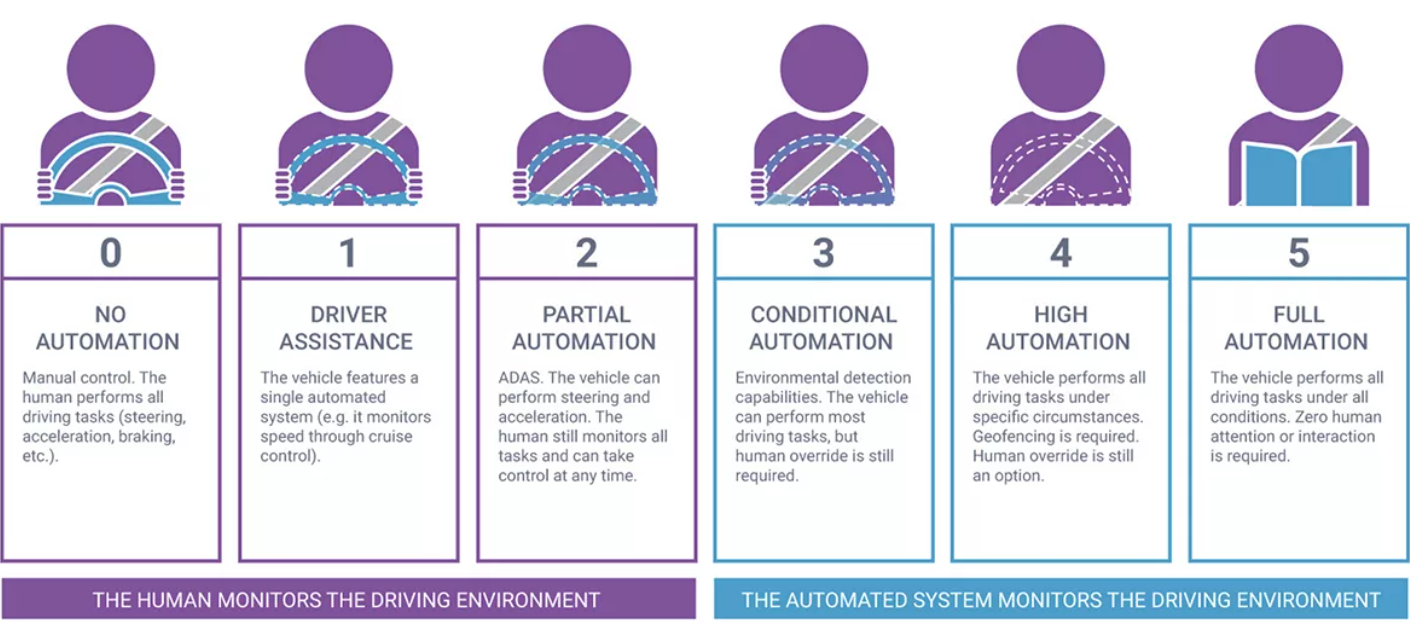 0
NO
AUTOMATION
Manual control. The
human performs all
driving tasks (steering,
acceleration, braking,
etc.).
1
DRIVER
ASSISTANCE
The vehicle features a
single automated
system (e.g. it monitors
speed through cruise
control).
2
PARTIAL
AUTOMATION
ADAS. The vehicle can
perform steering and
acceleration. The
human still monitors all
tasks and can take
control at any time.
3
CONDITIONAL
AUTOMATION
Environmental detection
capabilities. The vehicle
can perform most
driving tasks, but
human override is still
required.
4
HIGH
AUTOMATION
The vehicle performs all
driving tasks under
specific circumstances.
Geofencing is required.
Human override is still
an option.
5
FULL
AUTOMATION
The vehicle performs all
driving tasks under all
conditions. Zero human
attention or interaction
is required.
THE HUMAN MONITORS THE DRIVING ENVIRONMENT
THE AUTOMATED SYSTEM MONITORS THE DRIVING ENVIRONMENT